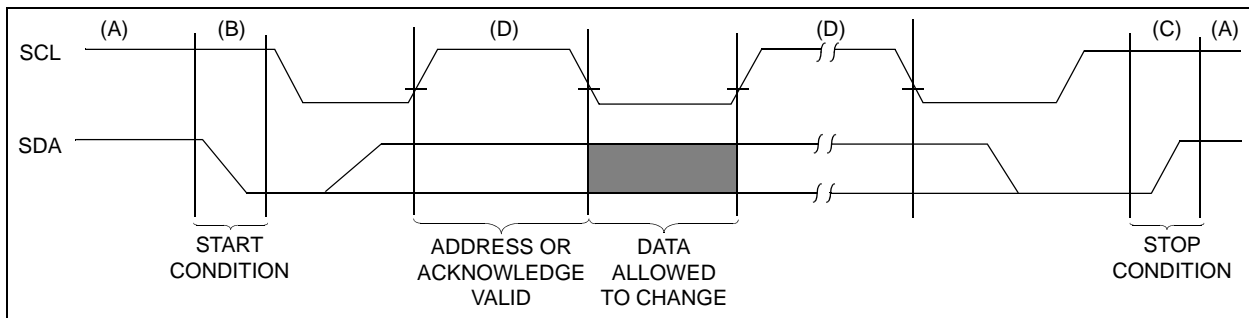 (A) (B) (D) (D) (C) (A)
SCL
SDA
START
CONDITION
ADDRESS OR
ACKNOWLEDGE
VALID
DATA
ALLOWED
TO CHANGE
STOP
CONDITION